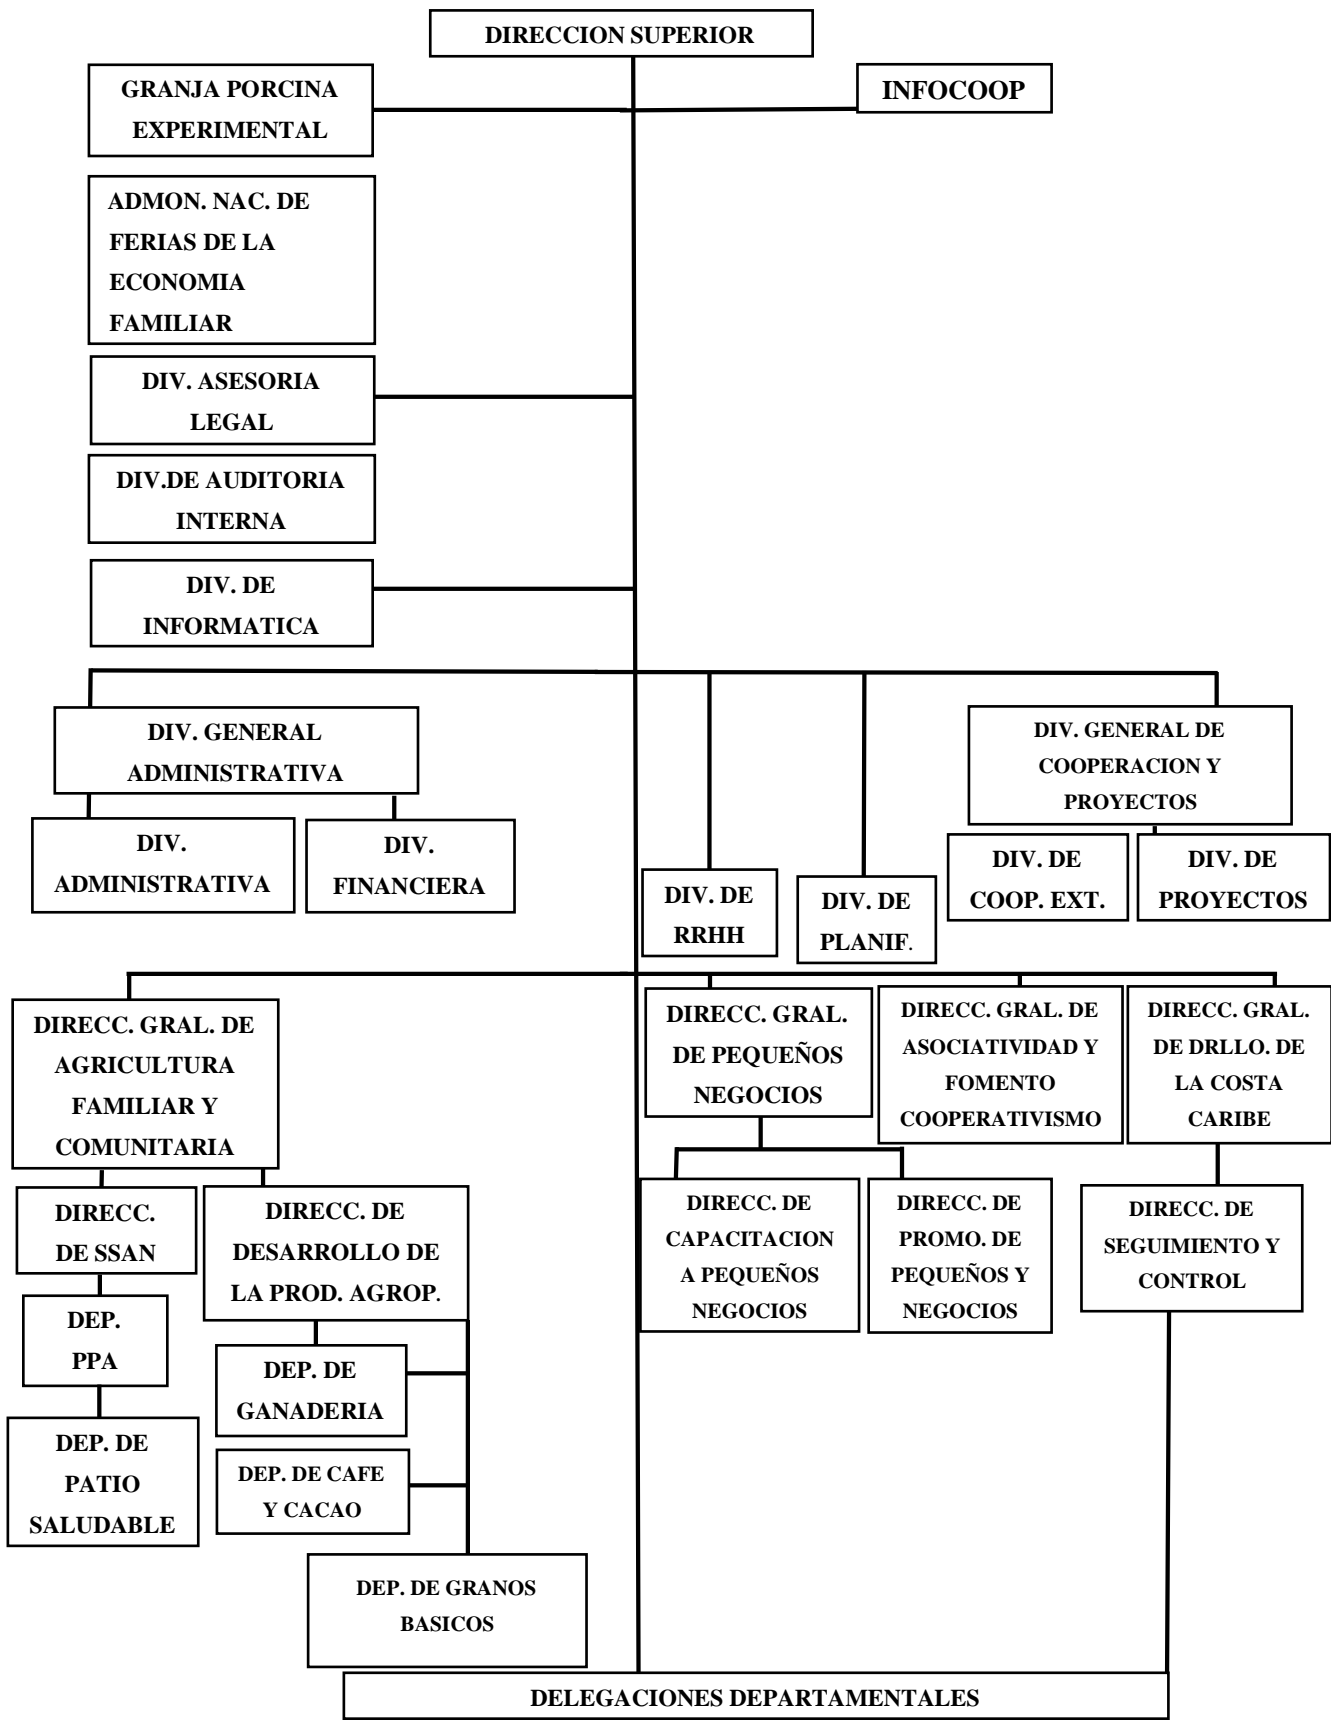 DIRECCION SUPERIOR
GRANJA PORCINA
EXPERIMENTAL
INFOCOOP
ADMON. NAC. DE
FERIAS DE LA
ECONOMIA
FAMILIAR
DIV. ASESORIA
LEGAL
DIV.DE AUDITORIA
INTERNA
DIV. DE
INFORMATICA
DIV. GENERAL
ADMINISTRATIVA
DIV. GENERAL DE
COOPERACION Y
PROYECTOS
DIV.
ADMINISTRATIVA
DIV.
FINANCIERA
DIV. DE
RRHH
DIV. DE
PLANIF.
DIV. DE
COOP. EXT.
DIV. DE
PROYECTOS
DIRECC. GRAL. DE
AGRICULTURA
FAMILIAR Y
COMUNITARIA
DIRECC. GRAL.
DE PEQUEÑOS
NEGOCIOS
DIRECC. GRAL. DE
ASOCIATIVIDAD Y
FOMENTO
COOPERATIVISMO
DIRECC. GRAL.
DE DRLLO. DE
LA COSTA
CARIBE
DIRECC.
DE SSAN
DIRECC. DE
DESARROLLO DE
LA PROD. AGROP.
DIRECC. DE
CAPACITACION
A PEQUEÑOS
NEGOCIOS
DIRECC. DE
PROMO. DE
PEQUEÑOS Y
NEGOCIOS
DIRECC. DE
SEGUIMIENTO Y
CONTROL
DEP.
PPA
DEP. DE
GANADERIA
DEP. DE
PATIO
SALUDABLE
DEP. DE CAFE
Y CACAO
DEP. DE GRANOS
BASICOS
DELEGACIONES DEPARTAMENTALES